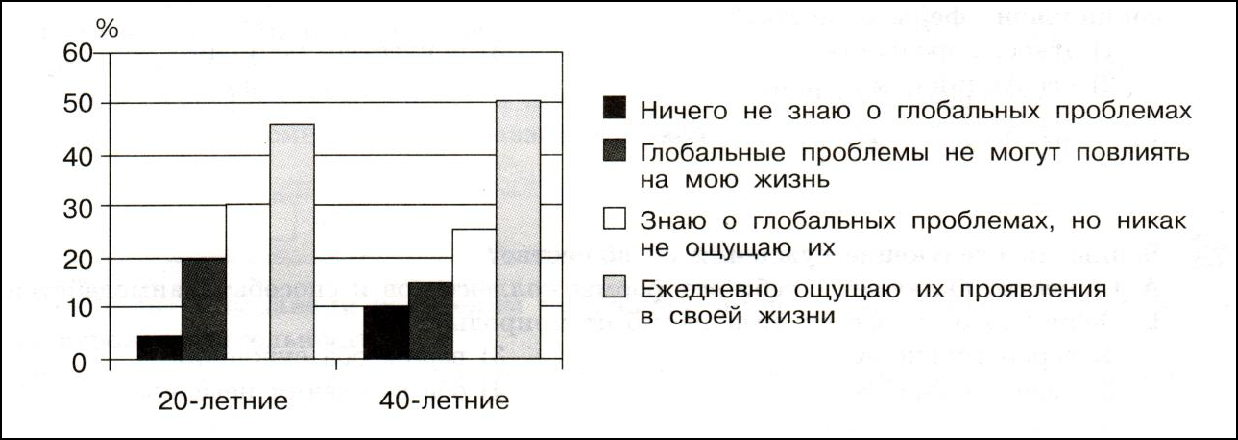 %
60
50
40
30
20
10
0
20-летние
40-летние
Ничего не знаю о глобальных проблемах
Глобальные проблемы не могут повлиять
на мою жизнь
Знаю о глобальных проблемах, но никак
не ощущаю их
Ежедневно ощущаю их проявления
в своей жизни